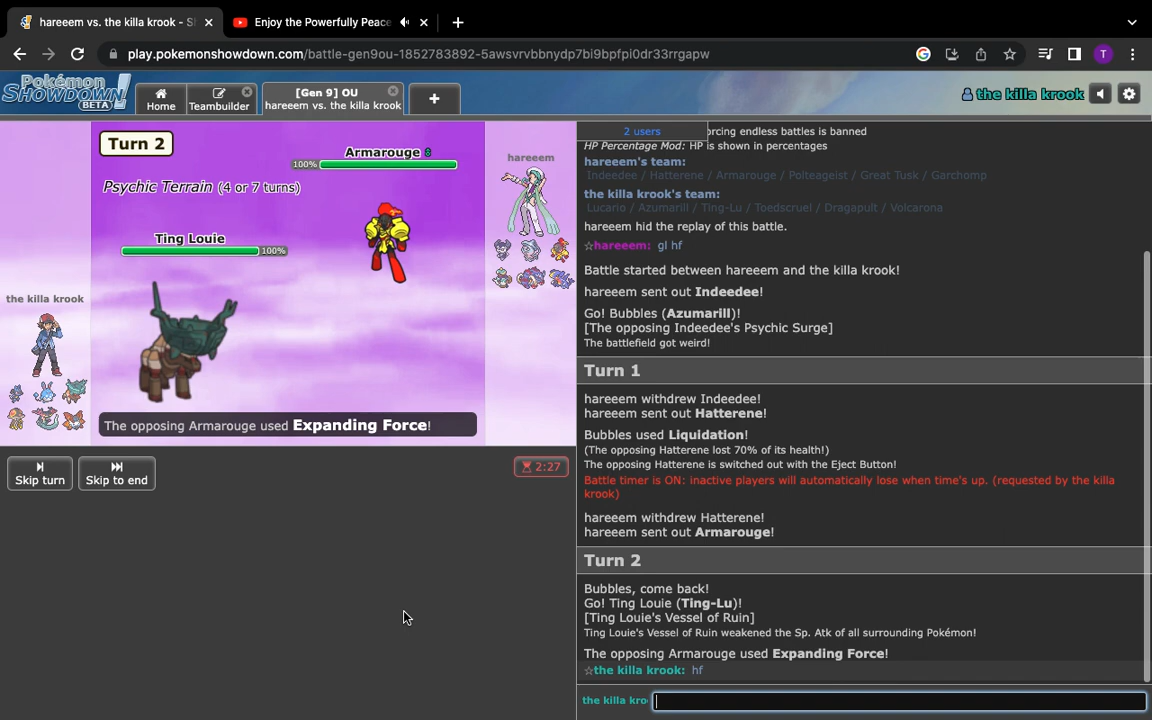 hareeem vs. the killa krook - S
Enjoy the Powerfully Peace
play.pokemonshowdown.com/battle-gen9ou-1852783892-5awsvrvbbnydp7bi9bpfpi0dr33rrgapw
T
Pokémon
SHOWDOWN!
BETA
Home
Teambuilder
[Gen 9] OU
hareeem vs. the killa krook
the killa krook
Turn 2
Psychic Terrain (4 or 7 turns)
Armarouge
100%
Ting Louie
100%
hareeem
the killa krook
The opposing Armarouge used Expanding Force!
Skip turn
Skip to end
2:27
2 users
orcing endless battles is banned
HP Percentage Mod: HP is shown in percentages
hareeem's team:
Indeedee / Hatterene / Armarouge / Polteageist / Great Tusk / Garchomp
the killa krook's team:
Lucario / Azumarill / Ting-Lu / Toedscruel / Dragapult / Volcarona
hareeem hid the replay of this battle.
☆hareeem: gl hf
Battle started between hareeem and the killa krook!
hareeem sent out Indeedee!
Go! Bubbles (Azumarill)!
[The opposing Indeedee's Psychic Surge]
The battlefield got weird!
Turn 1
hareeem withdrew Indeedee!
hareeem sent out Hatterene!
Bubbles used Liquidation!
(The opposing Hatterene lost 70% of its health!)
The opposing Hatterene is switched out with the Eject Button!
Battle timer is ON: inactive players will automatically lose when time's up. (requested by the killa
krook)
hareeem withdrew Hatterene!
hareeem sent out Armarouge!
Turn 2
Bubbles, come back!
Go! Ting Louie (Ting-Lu)!
[Ting Louie's Vessel of Ruin]
Ting Louie's Vessel of Ruin weakened the Sp. Atk of all surrounding Pokémon!
The opposing Armarouge used Expanding Force!
☆the killa krook: hf
the killa kro